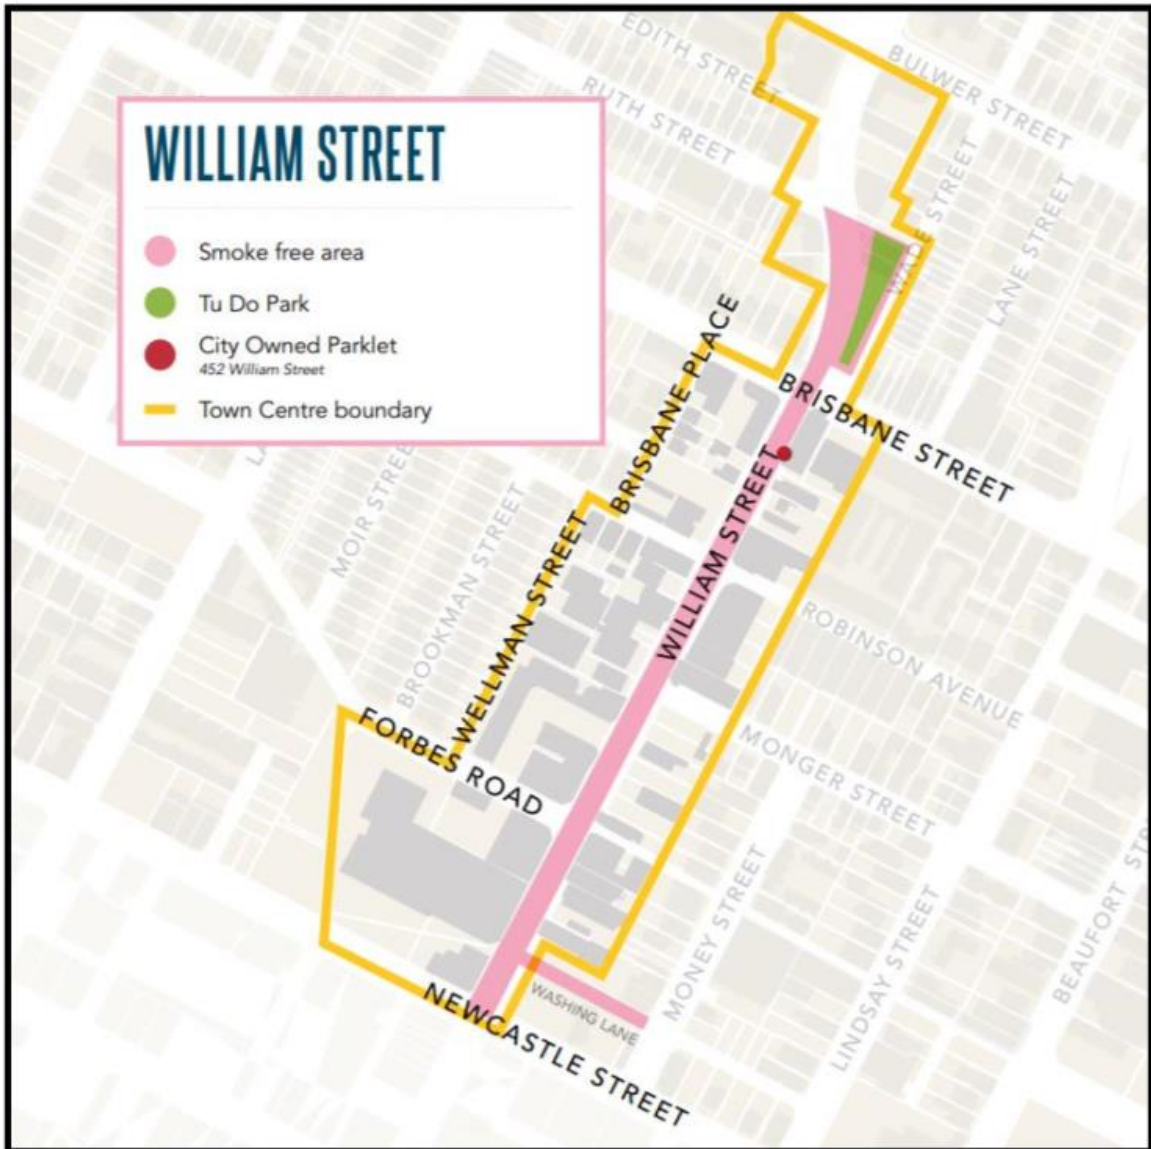 EDITH STREET
BULWER STREET
RUTH STREET
WILLIAM STREET
Smoke free area
Tu Do Park
City Owned Parklet
452 William Street
Town Centre boundary
WADE STREET
LANE STREET
BRISBANE PLACE
BRISBANE STREET
LA
MOIR STREET
BROOKMAN STREET
WELLMAN STREET
WILLIAM STREET
ROBINSON AVENUE
FORBES ROAD
MONGER STREET
MONEY STREET
LINDSAY STREET
BEAUFORT STR
WASHING LANE
NEWCASTLE STREET